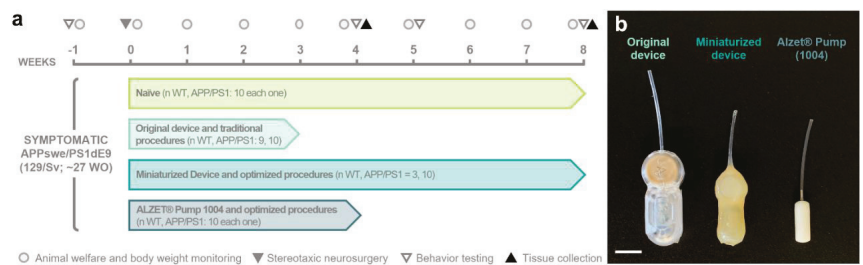 a
-1 0 1 2 3 4 5 6 7 8
WEEKS
SYMPTOMATIC
APPswe/PS1dE9
(129/Sv; ~27 WO)
Naïve (n WT, APP/PS1: 10 each one)
Original device and traditional
procedures (n WT, APP/PS1: 9, 10)
Miniaturized Device and optimized procedures (n WT, APP/PS1 = 3, 10)
ALZET® Pump 1004 and optimized procedures
(n WT, APP/PS1: 10 each one)
Animal welfare and body weight monitoring Stereotaxic neurosurgery Behavior testing Tissue collection
b
Original
device
Miniaturized
device
Alzet® Pump
(1004)